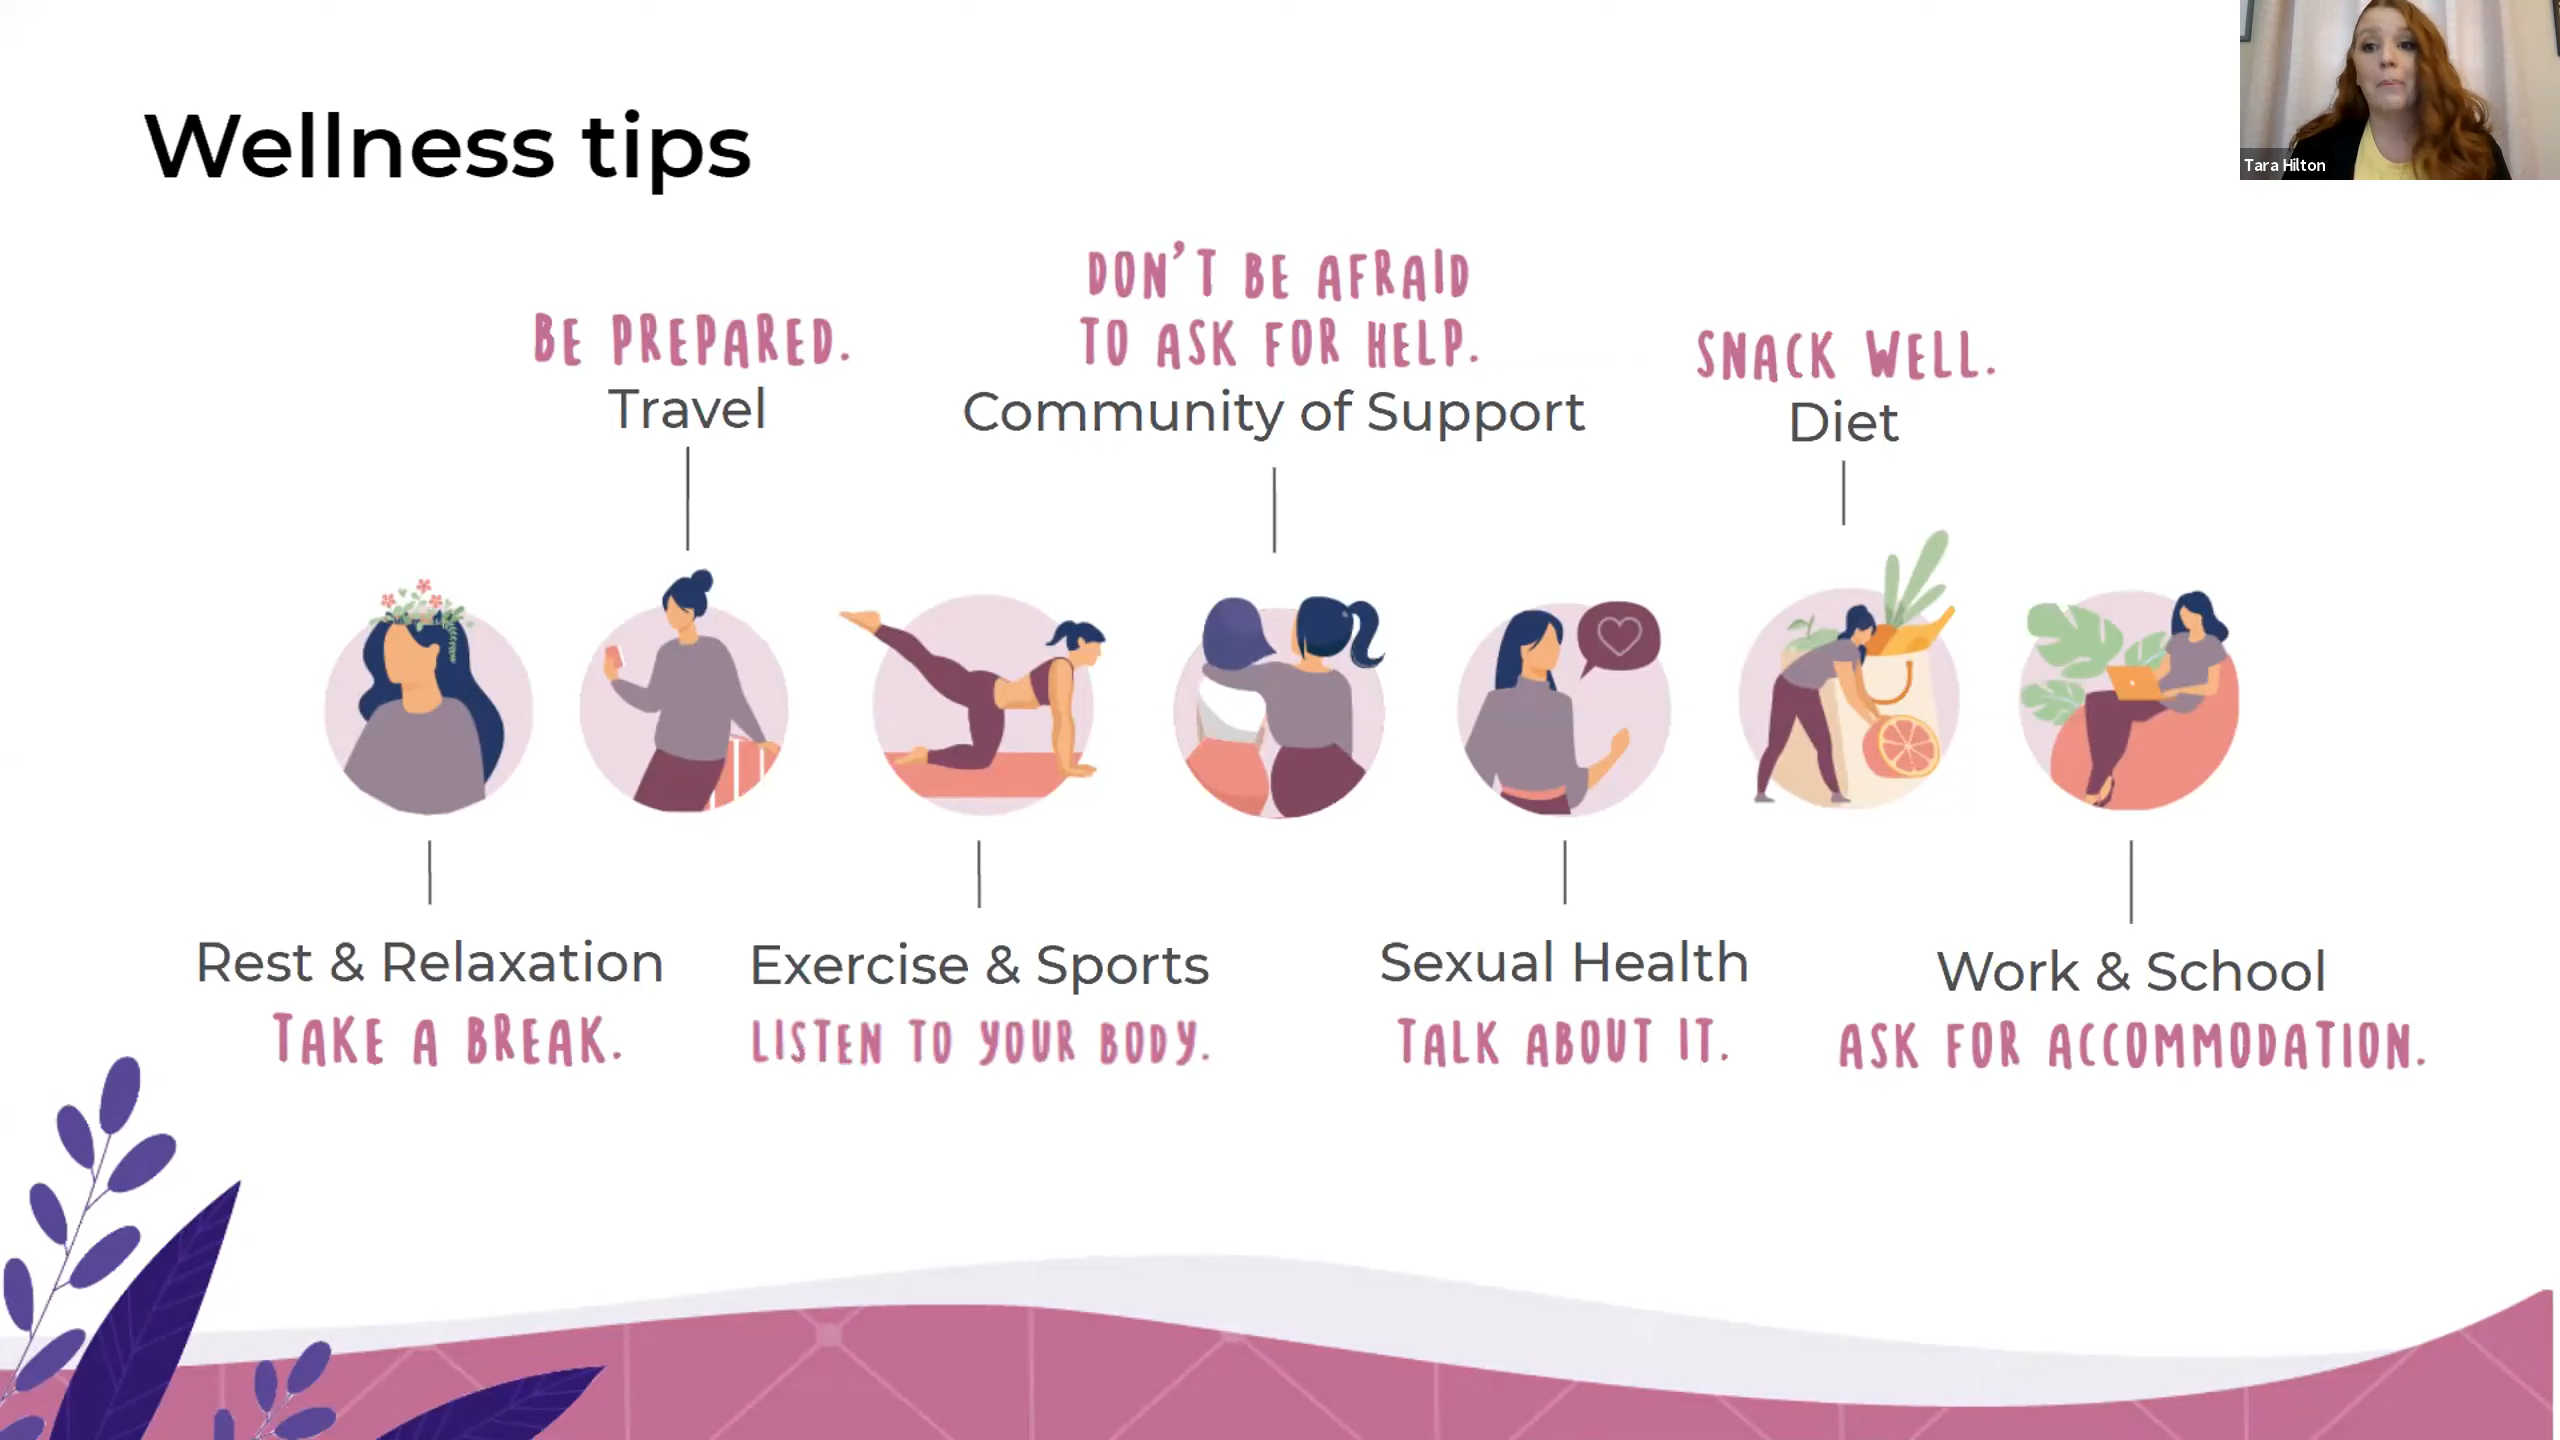 Tara Hilton
Wellness tips
DON'T BE AFRAID
TO ASK FOR HELP.
BE PREPARED.
SNACK WELL.
Travel
Community of Support
Diet
Rest & Relaxation
Exercise & Sports
Sexual Health
Work & School
TAKE A BREAK.
LISTEN TO YOUR BODY.
TALK ABOUT IT.
ASK FOR ACCOMMODATION.